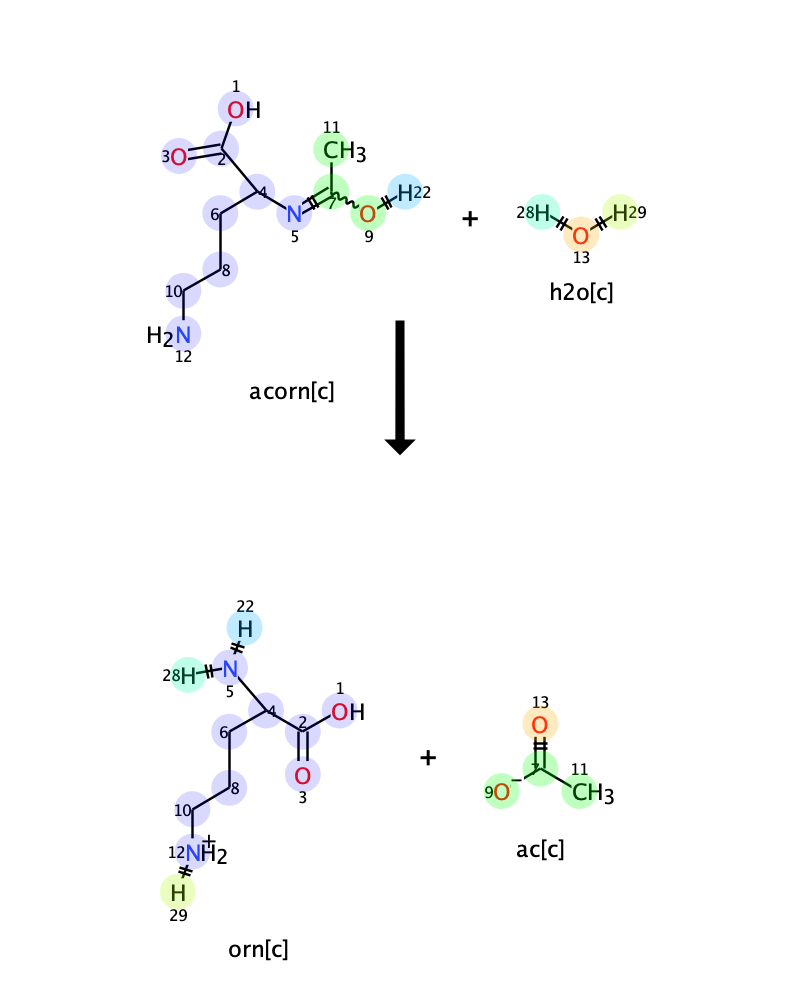 1
OH
11
3O
2
CH3
4
7
H22
6
N
O
5
9
+
28H
H29
O
13
8
h2o[c]
10
H2N
12
acorn[c]
22
H
28H
N
5
1
4
2
OH
13
O
6
O
3
+
7
11
8
9O-
CH3
10
+
12NH2
ac[c]
H
29
orn[c]